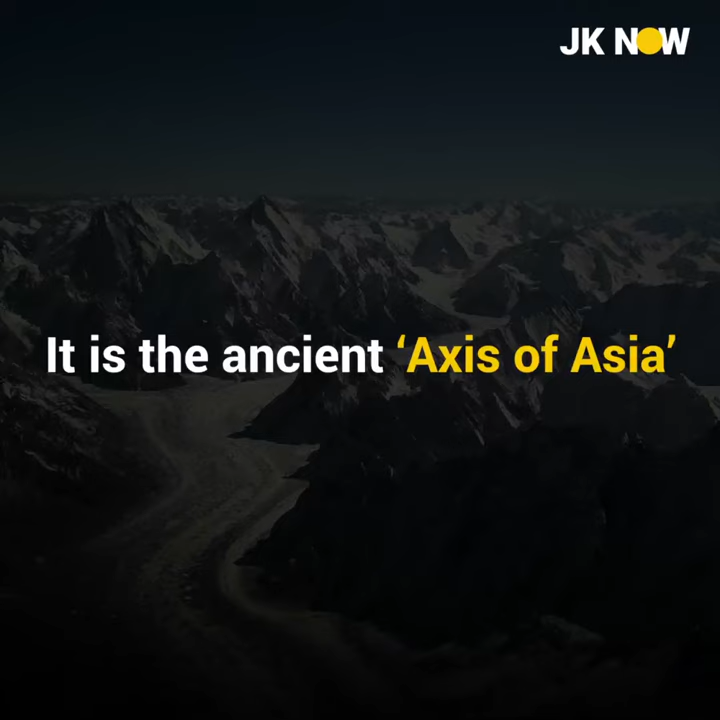 JK NOW
It is the ancient ‘Axis of Asia’